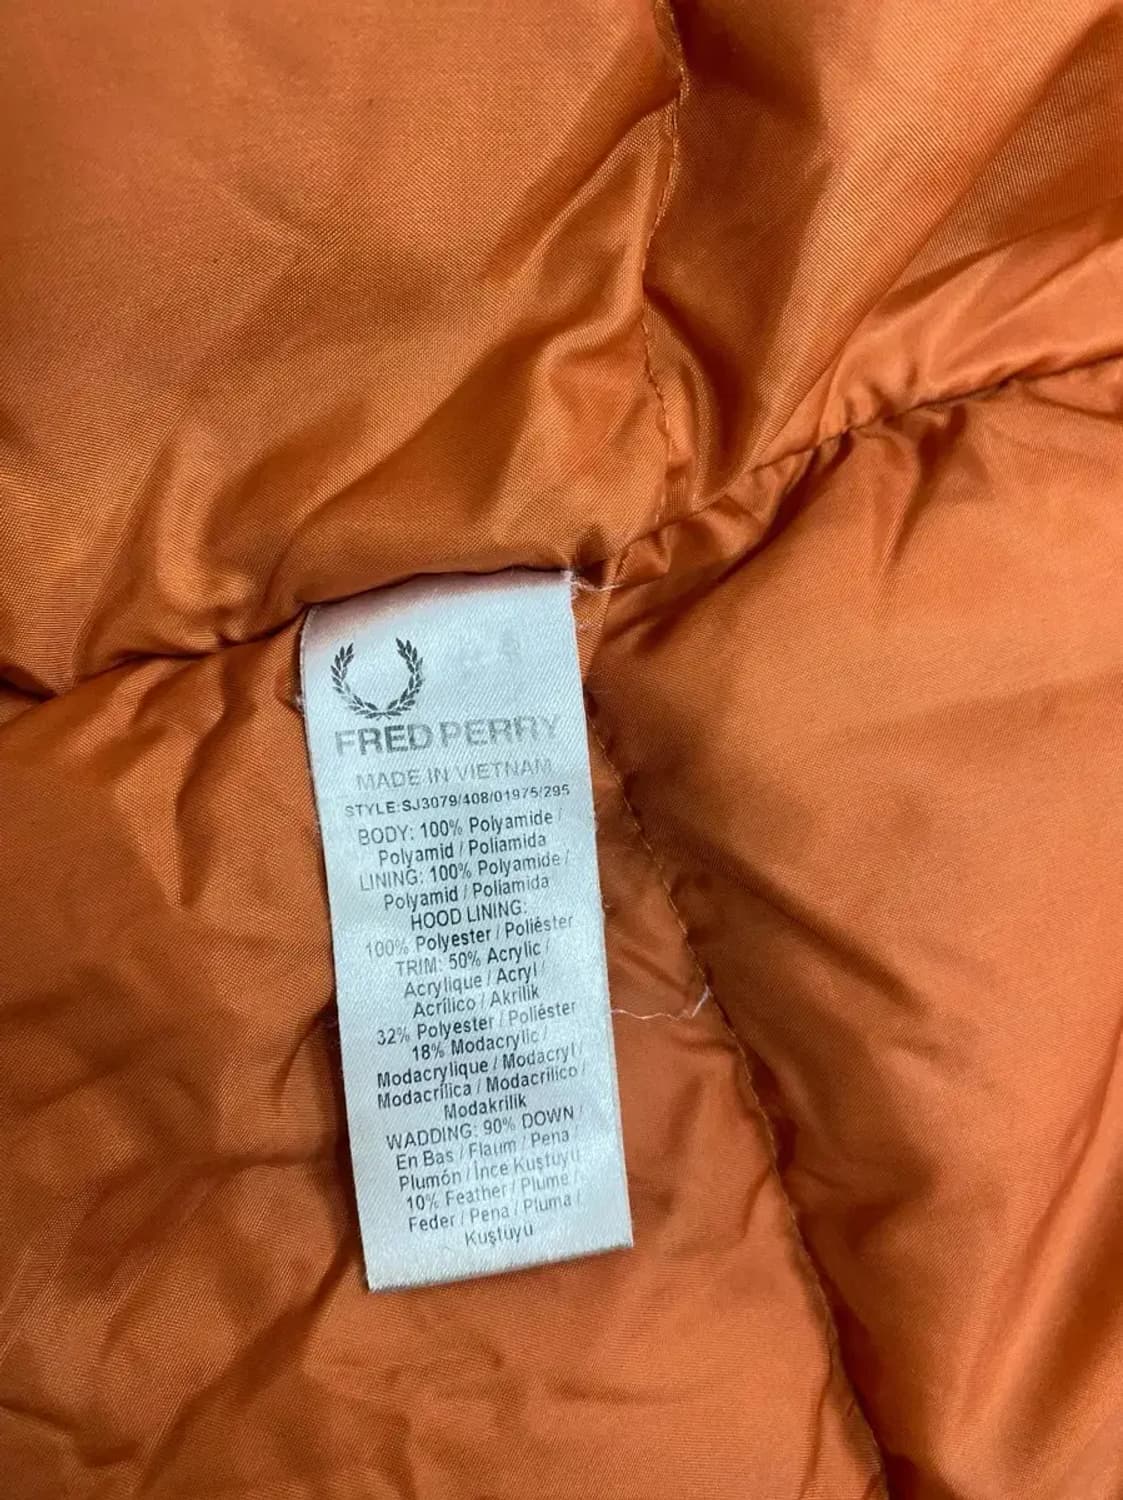 FRED PERRY
MADE IN VIETNAM
STYLE:SJ3079/408/01975/295
BODY: 100% Polyamide /
Polyamid / Poliamida
LINING: 100% Polyamide /
Polyamid / Poliamida
HOOD LINING:
100% Polyester / Poliéster
TRIM: 50% Acrylic /
Acrylique / Acryl /
Acrílico / Akrilik
32% Polyester / Poliéster
18% Modacrylic /
Modacrylique / Modacryl /
Modacrílica / Modacrílico /
Modakrilik
WADDING: 90% DOWN /
En Bas / Flaum / Pena /
Plumón / İnce Kuştuyu
10% Feather / Plume /
Feder / Pena / Pluma /
Kuştüyü